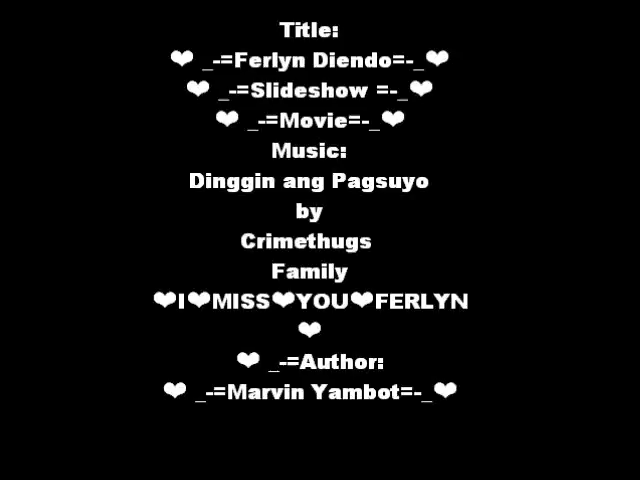 Title:
❤ _-=Ferlyn Diendo=-_❤
❤ _-=Slideshow =-_❤
❤ _-=Movie=-_❤
Music:
Dinggin ang Pagsuyo
by
Crimethugs
Family
❤I❤MISS❤YOU❤FERLYN
❤
❤ _-=Author:
❤ _-=Marvin Yambot=-_❤